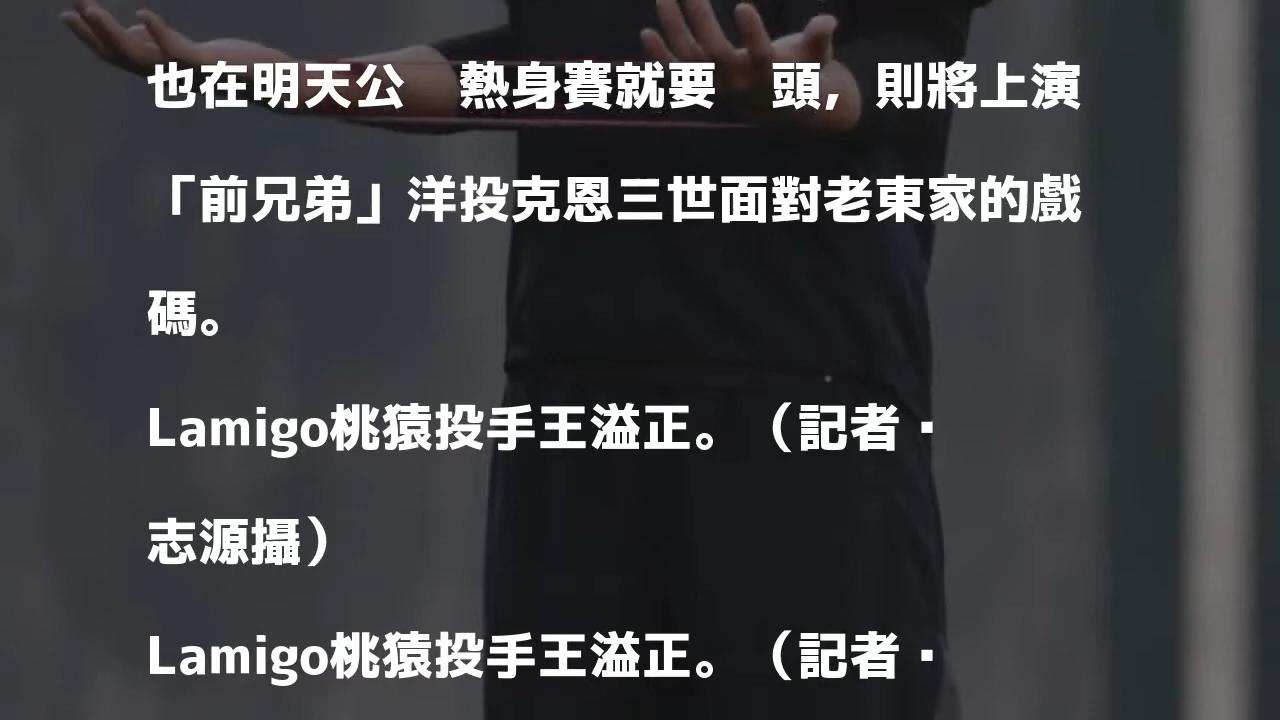 也在明天公 熱身賽就要 頭，則將上演
「前兄弟」洋投克恩三世面對老東家的戲
碼。
Lamigo桃猿投手王溢正。（記者▪
志源攝）
Lamigo桃猿投手王溢正。（記者▪